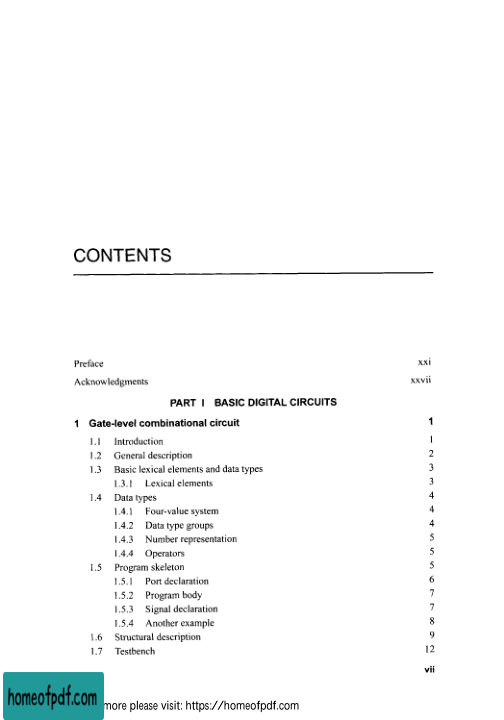 CONTENTS
Preface xxi
Acknowledgments xxvii
PART I BASIC DIGITAL CIRCUITS
1 Gate-level combinational circuit 1
1.1 Introduction 1
1.2 General description 2
1.3 Basic lexical elements and data types 3
1.3.1 Lexical elements 3
1.4 Data types 4
1.4.1 Four-value system 4
1.4.2 Data type groups 4
1.4.3 Number representation 5
1.4.4 Operators 5
1.5 Program skeleton 5
1.5.1 Port declaration 6
1.5.2 Program body 7
1.5.3 Signal declaration 7
1.5.4 Another example 8
1.6 Structural description 9
1.7 Testbench 12
vii
homeofpdf.com
more please visit: https://homeofpdf.com